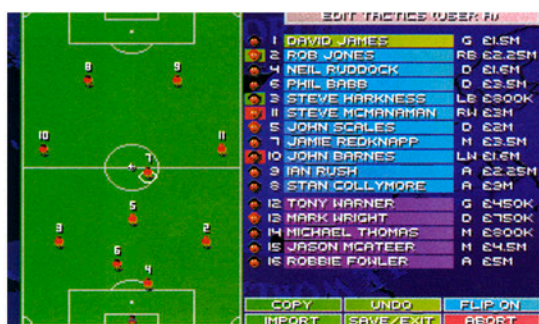 EDIT TACTICS (USER A)
1 DAVID JAMES G £1.5M
2 ROB JONES RB £2.25M
4 NEIL RUDDOCK D £1.6M
6 PHIL BABB D £3.5M
3 STEVE HARKNESS LB £800K
11 STEVE MCMANAMAN RW £3M
5 JOHN SCALES D £2M
7 JAMIE REDKNAPP M £3.5M
10 JOHN BARNES LW £1.6M
9 IAN RUSH A £2.25M
8 STAN COLLYMORE A £9M
12 TONY WARNER G £450K
13 MARK WRIGHT D £750K
14 MICHAEL THOMAS M £800K
15 JASON MCATEER M £4.5M
16 ROBBIE FOWLER A £5M
8 9
10 11
7
5
3 2
6
4
COPY UNDO FLIP ON
IMPORT SAVE/EXIT ABORT